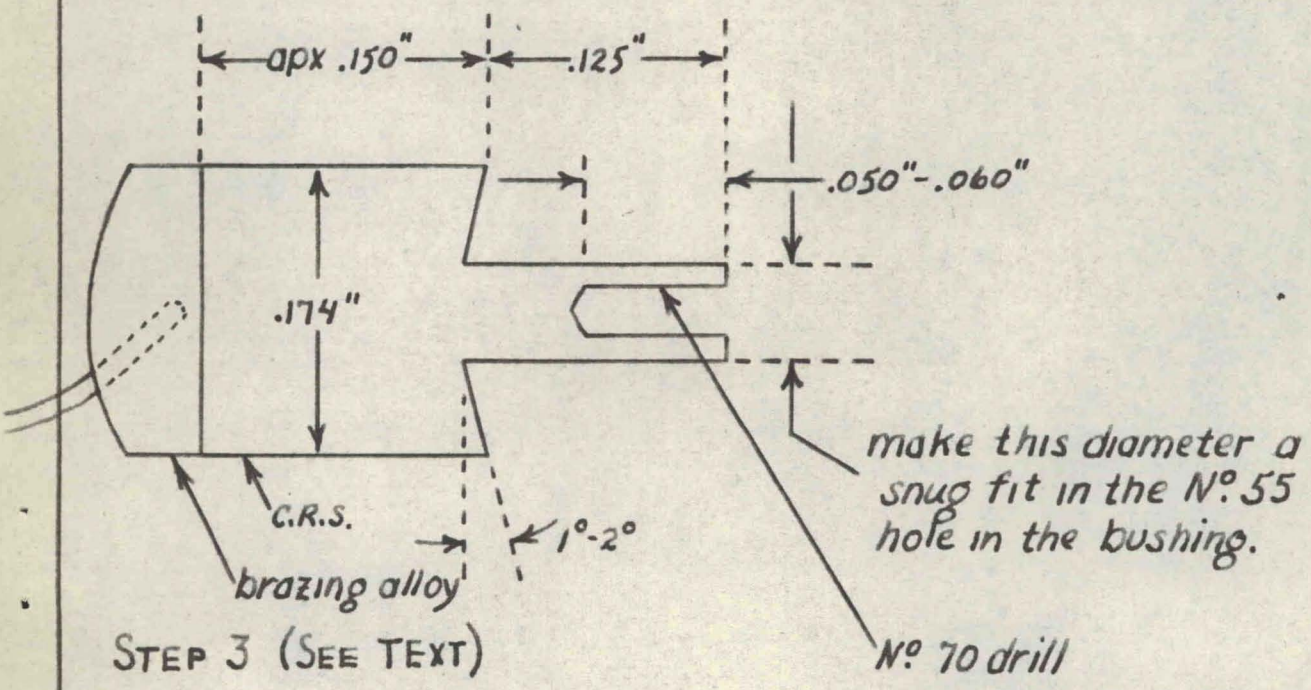 apx .150"
.125"
.050"-.060"
.174"
make this diameter a
snug fit in the Nº. 55
hole in the bushing.
C.R.S.
1°-2°
brazing alloy
STEP 3 (SEE TEXT)
Nº 70 drill